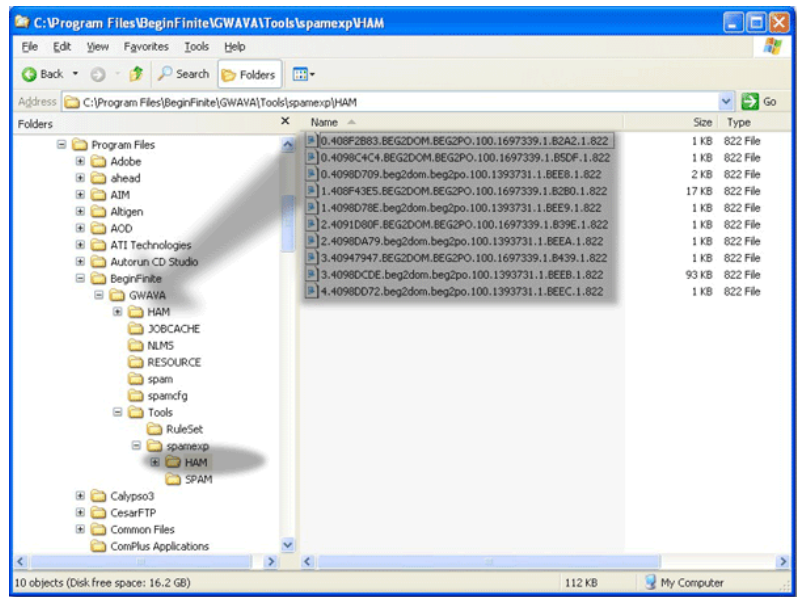 C:\Program Files\BeginFinite\GWAVA\Tools\spamexp\HAM
File Edit View Favorites Tools Help
Back Search Folders
Address C:\Program Files\BeginFinite\GWAVA\Tools\spamexp\HAM Go
Folders x Name Size Type
Program Files
Adobe
ahead
AIM
Altigen
AOD
ATI Technologies
Autorun CD Studio
BeginFinite
GWAVA
HAM
JOBCACHE
NLMS
RESOURCE
spam
spamcfg
Tools
RuleSet
spamexp
HAM
SPAM
Calypso3
CesarFTP
Common Files
ComPlus Applications
0.408F2B83.BEG2DOM.BEG2PO.100.1697339.1.B2A2.1.822 1 KB 822 File
0.4098C4C4.BEG2DOM.BEG2PO.100.1697339.1.B5DF.1.822 1 KB 822 File
0.4098D709.beg2dom.beg2po.100.1393731.1.BEE8.1.822 2 KB 822 File
1.408F43E5.BEG2DOM.BEG2PO.100.1697339.1.B2B0.1.822 17 KB 822 File
1.4098D78E.beg2dom.beg2po.100.1393731.1.BEE9.1.822 1 KB 822 File
2.4091D80F.BEG2DOM.BEG2PO.100.1697339.1.B39E.1.822 1 KB 822 File
2.4098DA79.beg2dom.beg2po.100.1393731.1.BEEA.1.822 1 KB 822 File
3.40947947.BEG2DOM.BEG2PO.100.1697339.1.B439.1.822 1 KB 822 File
3.4098DCDE.beg2dom.beg2po.100.1393731.1.BEEB.1.822 93 KB 822 File
4.4098DD72.beg2dom.beg2po.100.1393731.1.BEEC.1.822 1 KB 822 File
10 objects (Disk free space: 16.2 GB) 112 KB My Computer